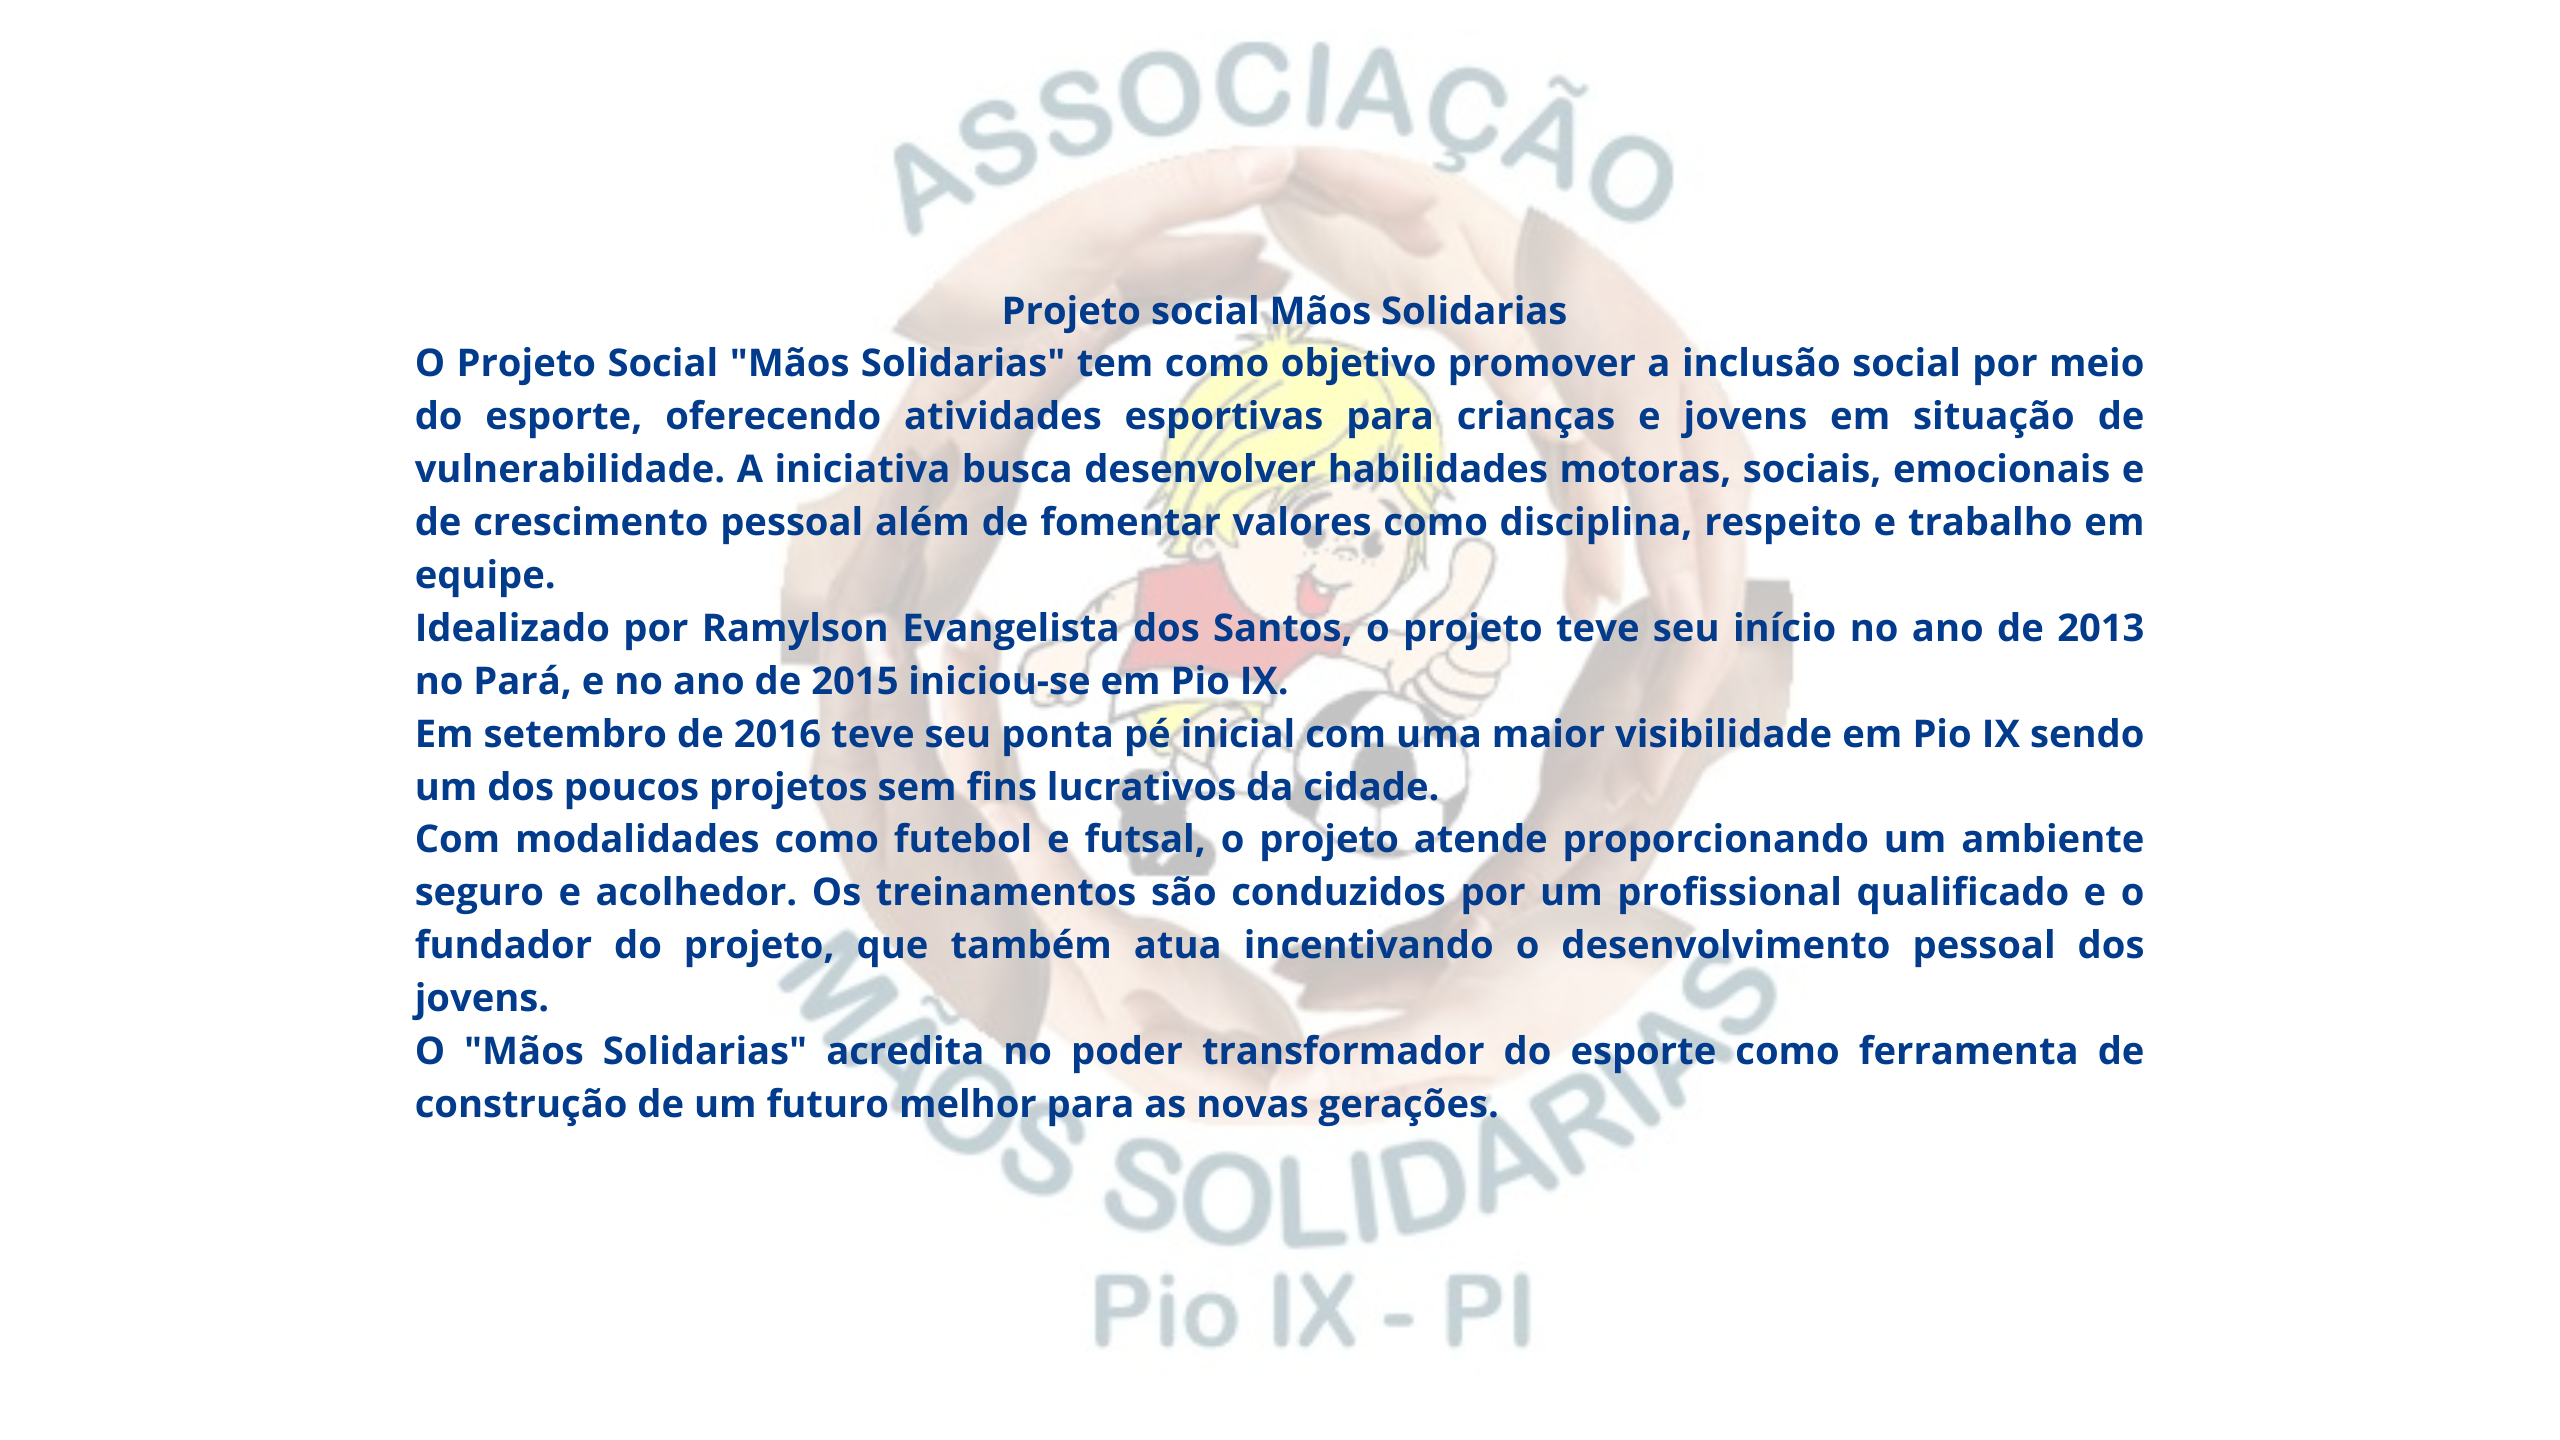 ASSOCIAÇÃO
Projeto social Mãos Solidarias
O Projeto Social "Mãos Solidarias" tem como objetivo promover a inclusão social por meio
do esporte, oferecendo atividades esportivas para crianças e jovens em situação de
vulnerabilidade. A iniciativa busca desenvolver habilidades motoras, sociais, emocionais e
de crescimento pessoal além de fomentar valores como disciplina, respeito e trabalho em
equipe.
Idealizado por Ramylson Evangelista dos Santos, o projeto teve seu início no ano de 2013
no Pará, e no ano de 2015 iniciou-se em Pio IX.
Em setembro de 2016 teve seu ponta pé inicial com uma maior visibilidade em Pio IX sendo
um dos poucos projetos sem fins lucrativos da cidade.
Com modalidades como futebol e futsal, o projeto atende proporcionando um ambiente
seguro e acolhedor. Os treinamentos são conduzidos por um profissional qualificado e o
fundador do projeto, que também atua incentivando o desenvolvimento pessoal dos
jovens.
O "Mãos Solidarias" acredita no poder transformador do esporte como ferramenta de
construção de um futuro melhor para as novas gerações.
MÃOS SOLIDARIAS
Pio IX - PI